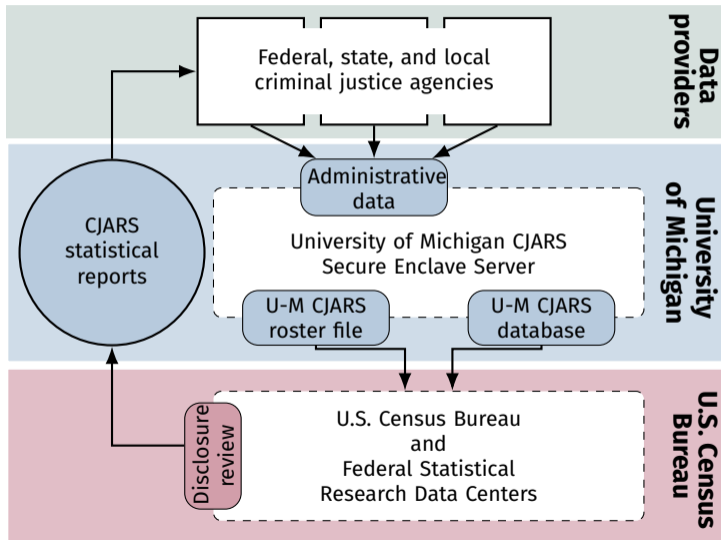 Federal, state, and local
criminal justice agencies
Data
providers
Administrative
data
University of Michigan CJARS
Secure Enclave Server
CJARS
statistical
reports
University
of Michigan
U-M CJARS
roster file
U-M CJARS
database
U.S. Census Bureau
and
Federal Statistical
Research Data Centers
Disclosure
review
U.S. Census
Bureau